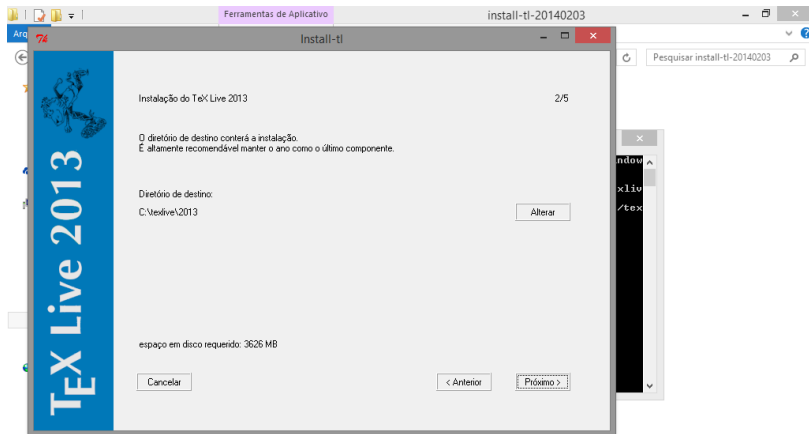 Ferramentas de Aplicativo
install-tl-20140203
Arq
Install-tl
Pesquisar install-tl-20140203
Instalação do TeX Live 2013
2/5
O diretório de destino conterá a instalação.
É altamente recomendável manter o ano como o último componente.
ndow
xliv
/tex
Diretório de destino:
C:\texlive\2013
Alterar
espaço em disco requerido: 3626 MB
Cancelar
< Anterior
Próximo >
TEX Live 2013